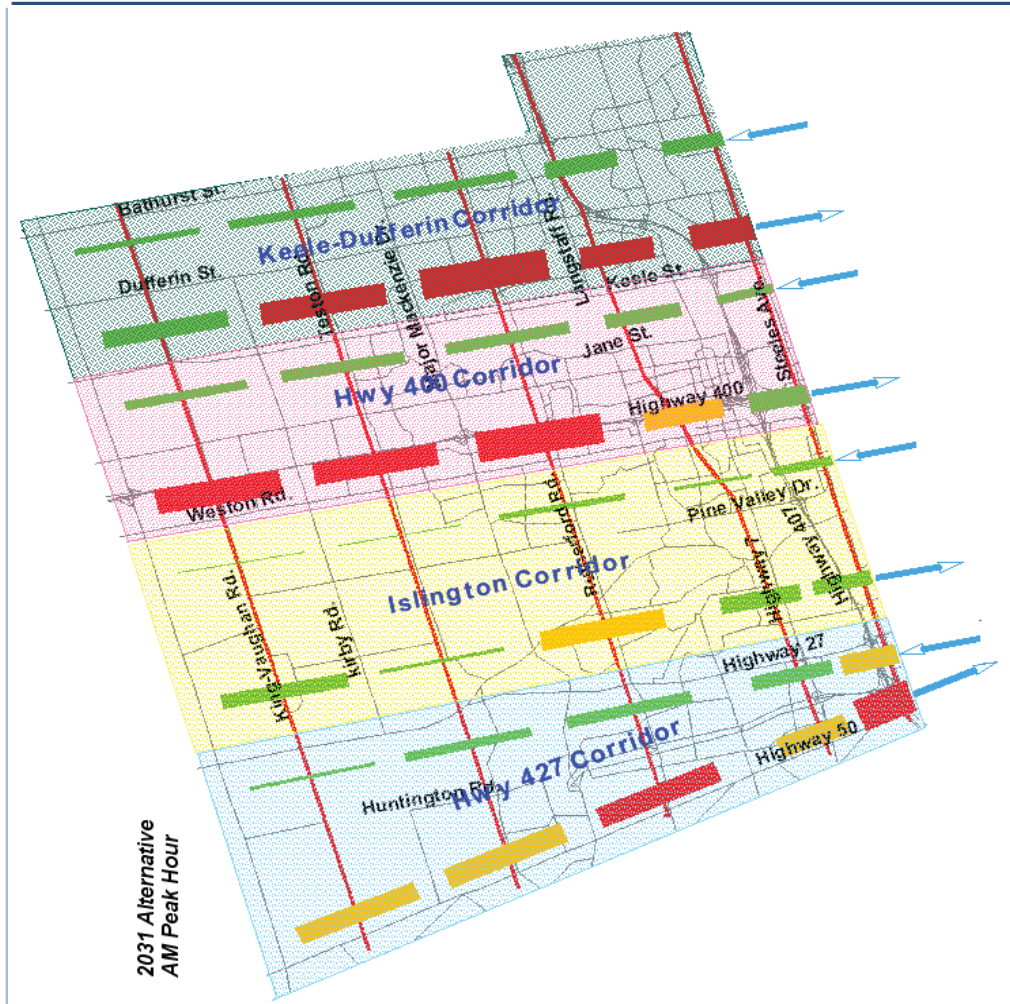 Bathurst St.
Keele-Dufferin Corridor
Dufferin St.
Teston Rd.
Major Mackenzie Dr.
Langstaff Rd.
Keele St.
Steeles Ave.
Jane St.
Hwy 400 Corridor
Highway 400
Weston Rd.
Rutherford Rd.
Pine Valley Dr.
Highway 7
Highway 407
Islington Corridor
King-Vaughan Rd.
Kirby Rd.
Highway 27
Hwy 427 Corridor
Highway 50
Huntington Rd.
2031 Alternative
AM Peak Hour